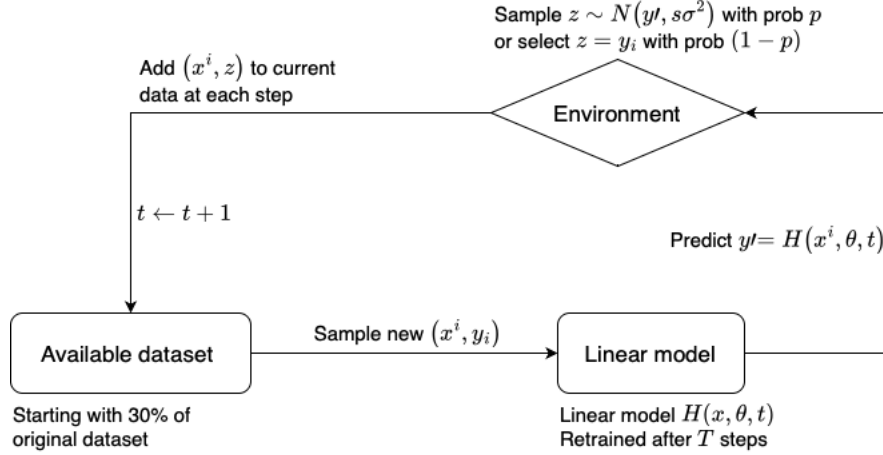 Sample z ∼ N(y′, sσ²) with prob p
or select z = yᵢ with prob (1 − p)
Add (xⁱ, z) to current
data at each step
Environment
t ← t + 1
Predict y′= H(xⁱ, θ, t)
Sample new (xⁱ, yᵢ)
Available dataset
Linear model
Starting with 30% of
original dataset
Linear model H(x, θ, t)
Retrained after T steps